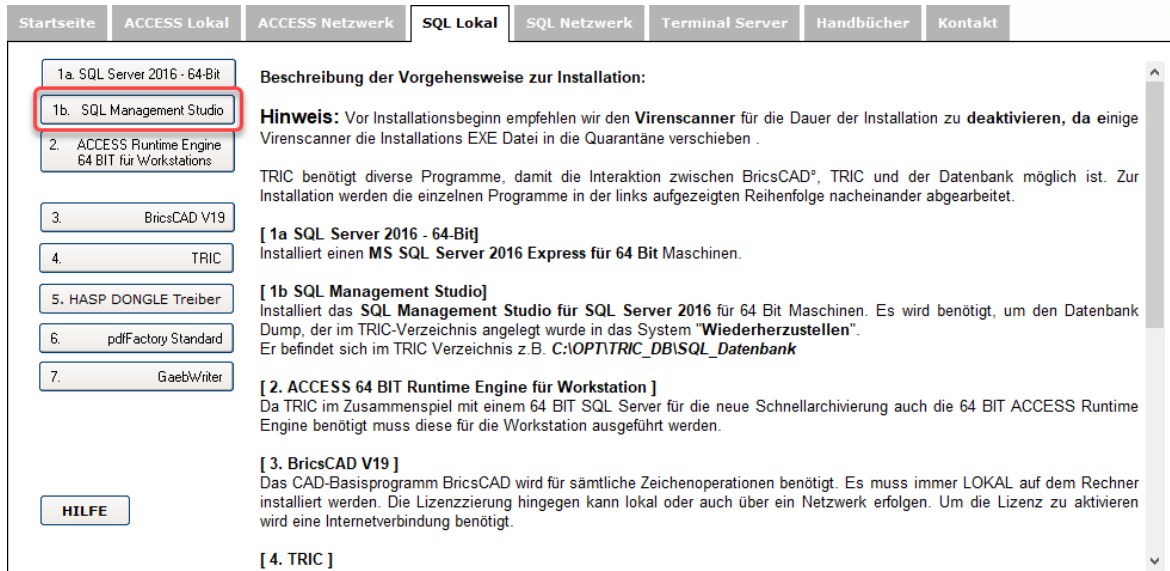 Startseite ACCESS Lokal ACCESS Netzwerk SQL Lokal SQL Netzwerk Terminal Server Handbücher Kontakt
1a. SQL Server 2016 - 64-Bit
1b. SQL Management Studio
2. ACCESS Runtime Engine
64 BIT für Workstations
3. BricsCAD V19
4. TRIC
5. HASP DONGLE Treiber
6. pdfFactory Standard
7. GaebWriter
HILFE
Beschreibung der Vorgehensweise zur Installation:
Hinweis: Vor Installationsbeginn empfehlen wir den Virenscanner für die Dauer der Installation zu deaktivieren, da einige
Virenscanner die Installations EXE Datei in die Quarantäne verschieben .
TRIC benötigt diverse Programme, damit die Interaktion zwischen BricsCAD°, TRIC und der Datenbank möglich ist. Zur
Installation werden die einzelnen Programme in der links aufgezeigten Reihenfolge nacheinander abgearbeitet.
[ 1a SQL Server 2016 - 64-Bit]
Installiert einen MS SQL Server 2016 Express für 64 Bit Maschinen.
[ 1b SQL Management Studio]
Installiert das SQL Management Studio für SQL Server 2016 für 64 Bit Maschinen. Es wird benötigt, um den Datenbank
Dump, der im TRIC-Verzeichnis angelegt wurde in das System "Wiederherzustellen".
Er befindet sich im TRIC Verzeichnis z.B. C:\OPT\TRIC_DB\SQL_Datenbank
[ 2. ACCESS 64 BIT Runtime Engine für Workstation ]
Da TRIC im Zusammenspiel mit einem 64 BIT SQL Server für die neue Schnellarchivierung auch die 64 BIT ACCESS Runtime
Engine benötigt muss diese für die Workstation ausgeführt werden.
[ 3. BricsCAD V19 ]
Das CAD-Basisprogramm BricsCAD wird für sämtliche Zeichenoperationen benötigt. Es muss immer LOKAL auf dem Rechner
installiert werden. Die Lizenzzierung hingegen kann lokal oder auch über ein Netzwerk erfolgen. Um die Lizenz zu aktivieren
wird eine Internetverbindung benötigt.
[ 4. TRIC ]